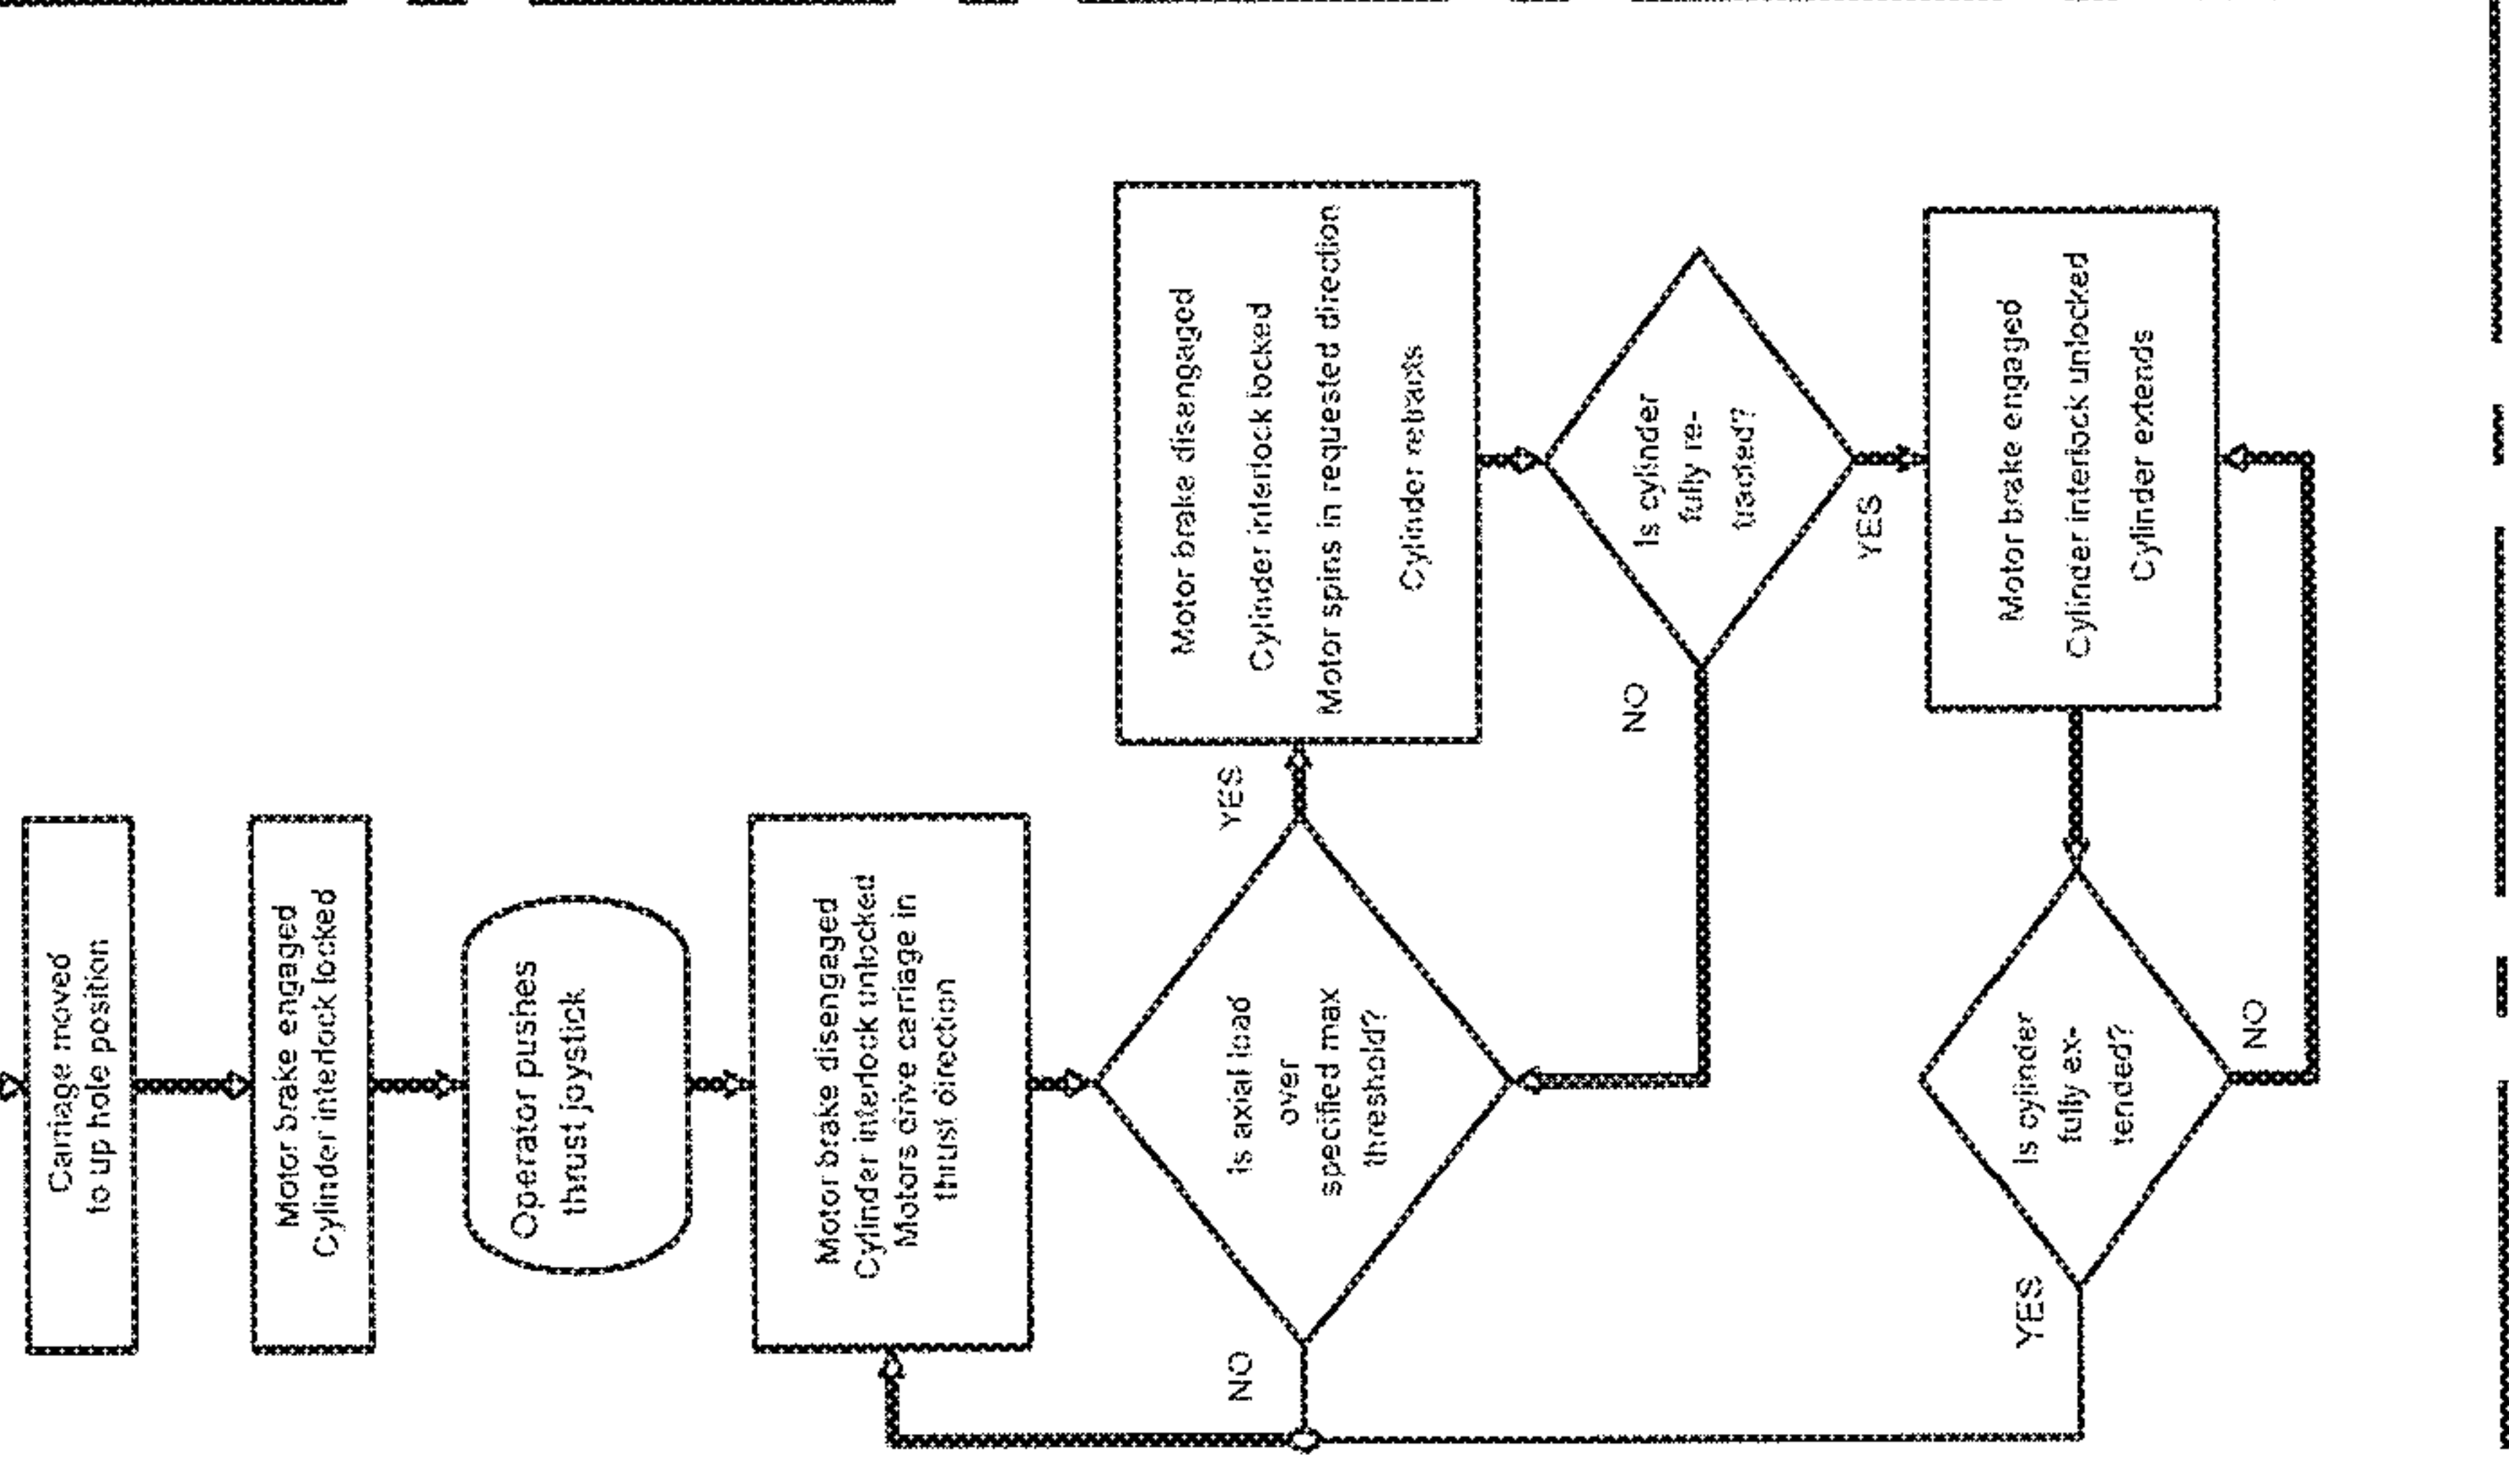 Carriage moved
to up hole position
Motor brake engaged
Cylinder interlock locked
Operator pushes
thrust joystick
Motor brake disengaged
Cylinder interlock unlocked
Motors drive carriage in
thrust direction
Is axial load
over
specified max
threshold?
YES
NO
Motor brake disengaged
Cylinder interlock locked
Motor spins in requested direction
Cylinder retracts
Is cylinder
fully re-
tracted?
NO
YES
Motor brake engaged
Cylinder interlock unlocked
Cylinder extends
Is cylinder
fully ex-
tended?
YES
NO